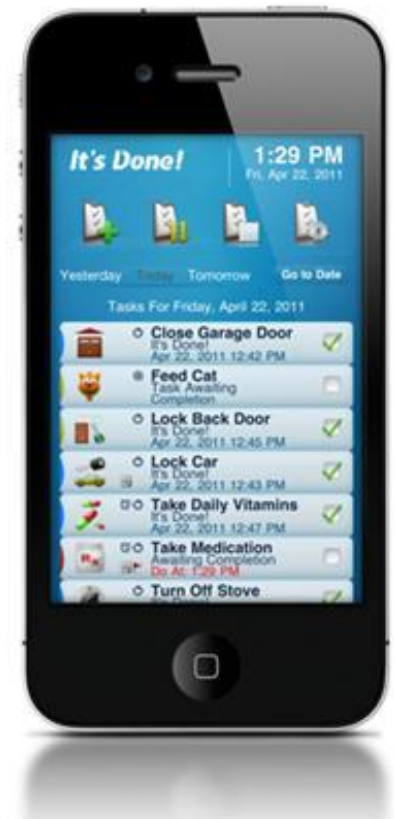 It's Done!
1:29 PM
Fri, Apr 22, 2011
Yesterday Today Tomorrow Go to Date
Tasks For Friday, April 22, 2011
Close Garage Door
It's Done!
Apr 22, 2011 12:42 PM
Feed Cat
Task Awaiting
Completion
Lock Back Door
It's Done!
Apr 22, 2011 12:45 PM
Lock Car
It's Done!
Apr 22, 2011 12:43 PM
Take Daily Vitamins
It's Done!
Apr 22, 2011 12:47 PM
Rx Take Medication
Awaiting Completion
Do At: 1:29 PM
Turn Off Stove